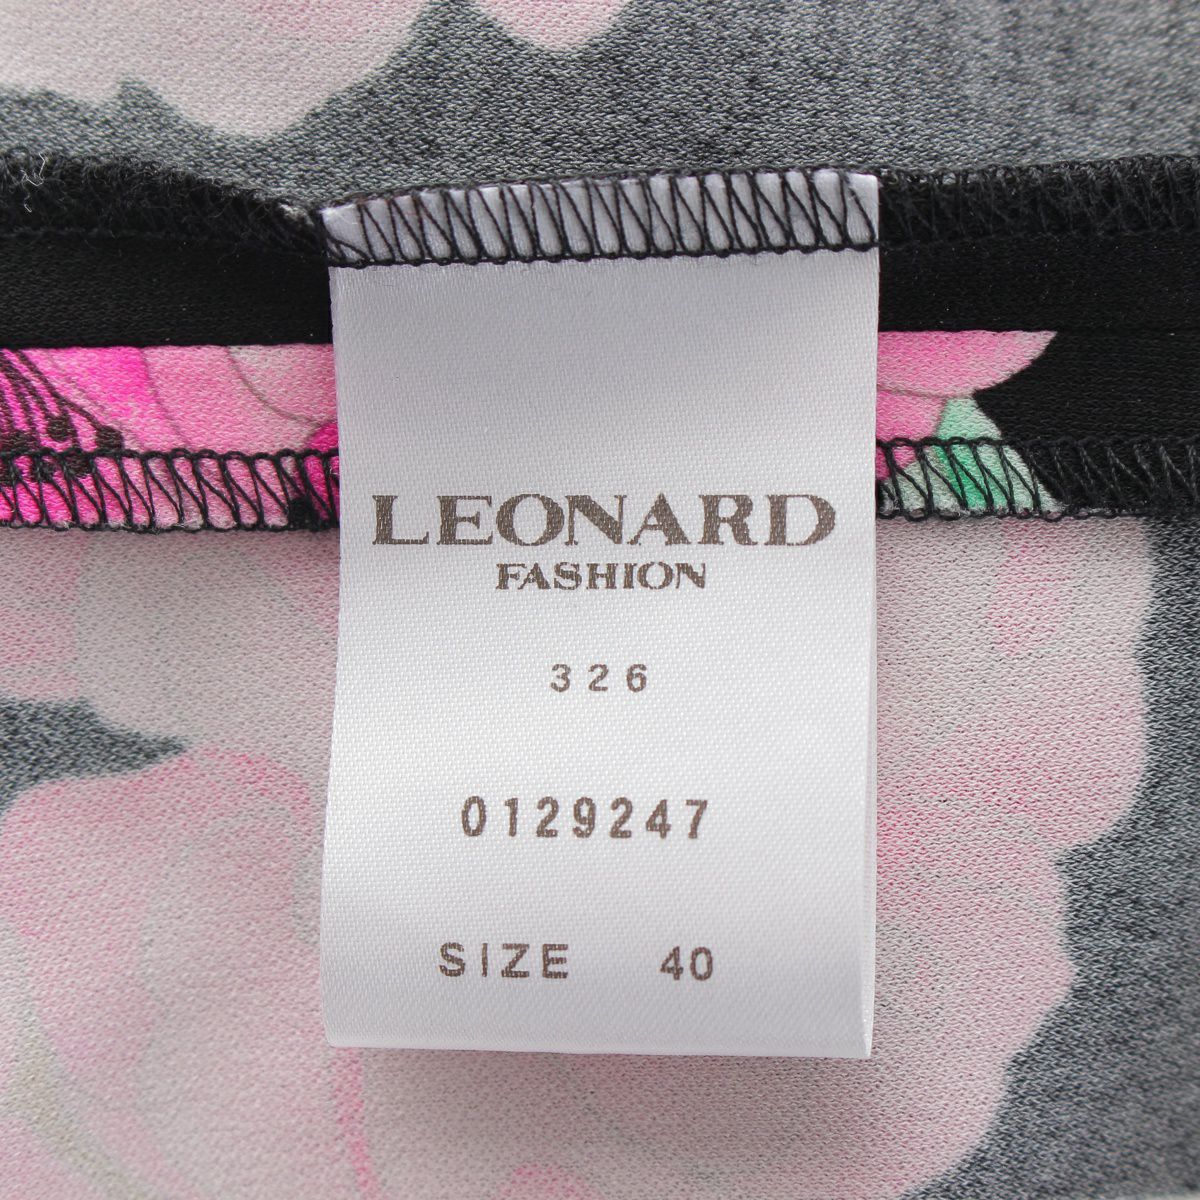 LEONARD
FASHION
326
0129247
SIZE 40